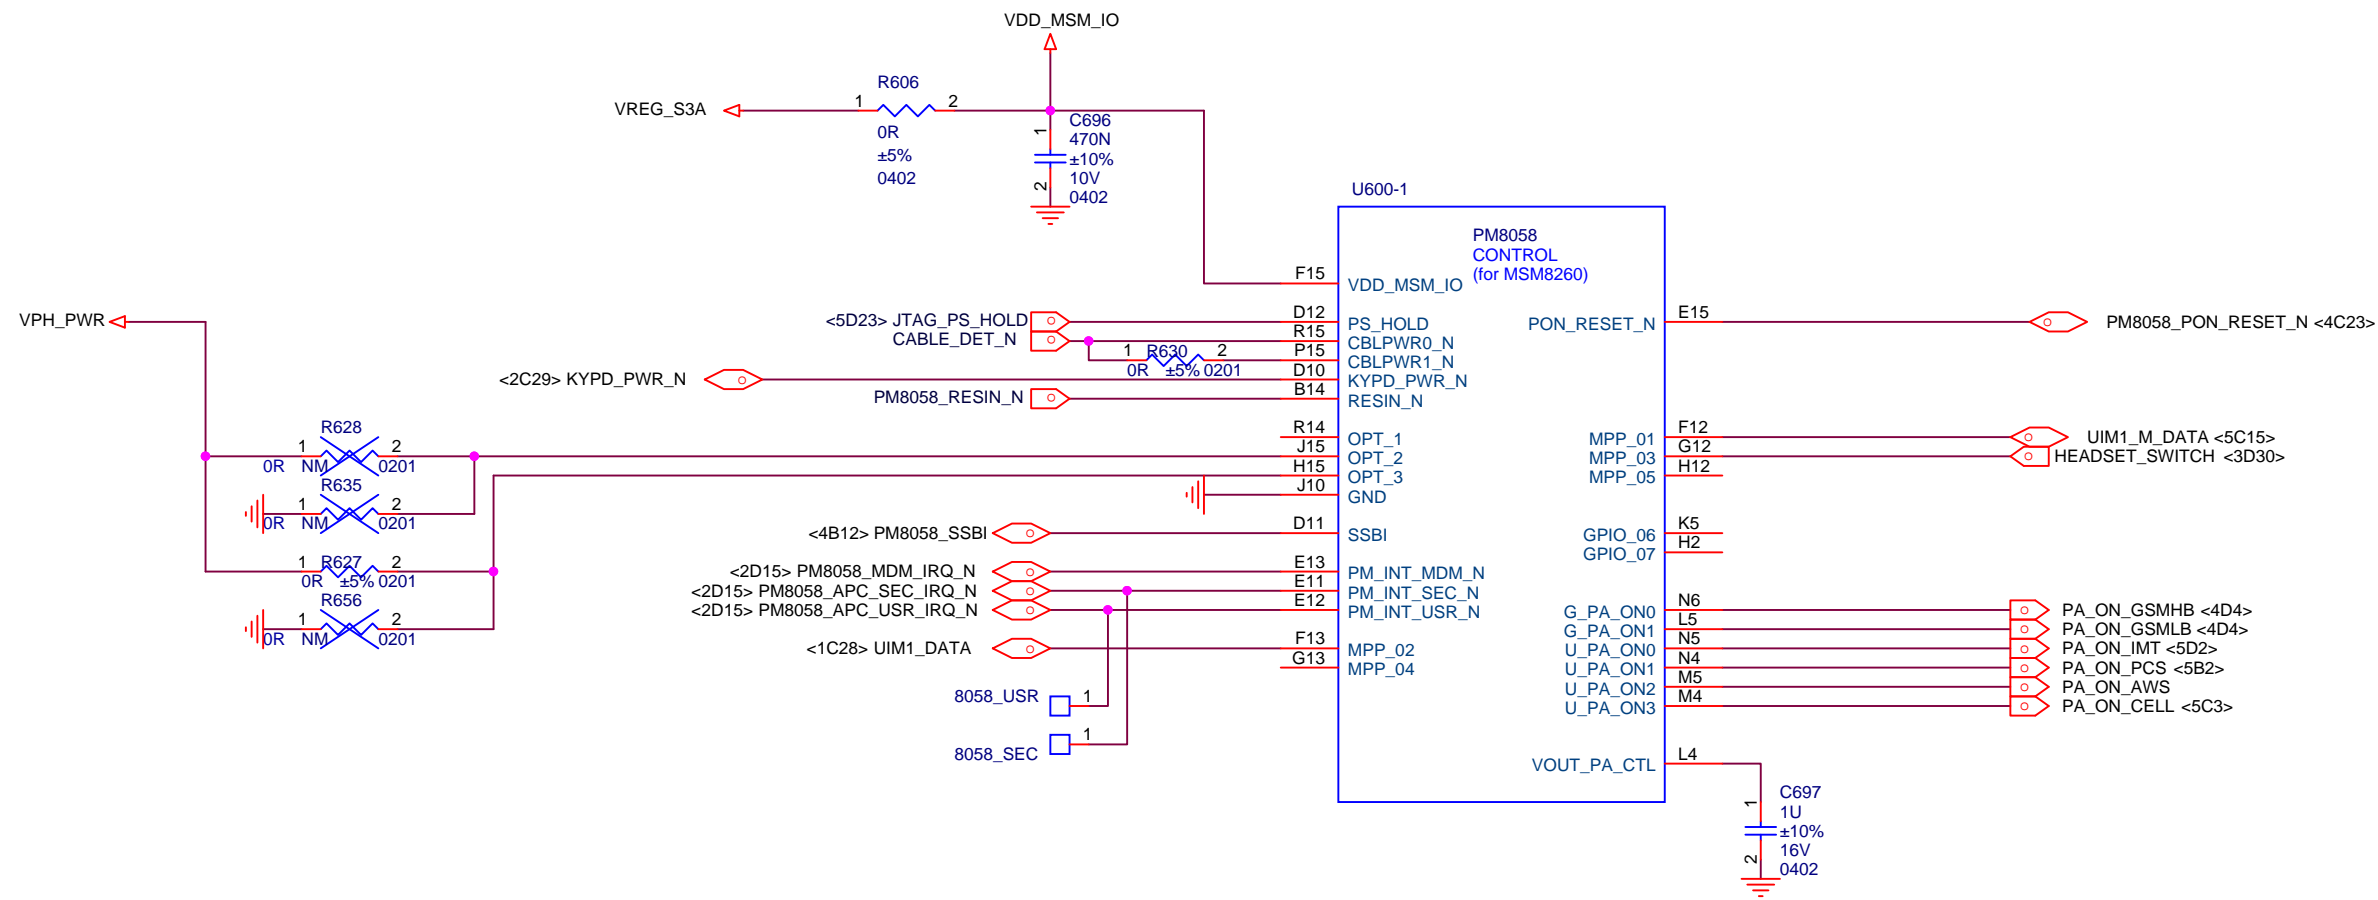 VDD_MSM_IO
VREG_S3A
R606
1 2
0R
±5%
0402
1
C696
470N
±10%
10V
0402
2
U600-1
PM8058
CONTROL
(for MSM8260)
VPH_PWR
F15 VDD_MSM_IO
<5D23> JTAG_PS_HOLD D12 PS_HOLD
CABLE_DET_N R15 CBLPWR0_N
1 R630 2 P15 CBLPWR1_N
0R ±5% 0201
<2C29> KYPD_PWR_N D10 KYPD_PWR_N
PM8058_RESIN_N B14 RESIN_N
PON_RESET_N E15 PM8058_PON_RESET_N <4C23>
R628
1 2
0R NM 0201
R635
1 2
0R NM 0201
R627
1 2
0R ±5% 0201
R656
1 2
0R NM 0201
R14 OPT_1
J15 OPT_2
H15 OPT_3
J10 GND
<4B12> PM8058_SSBI D11 SSBI
<2D15> PM8058_MDM_IRQ_N E13 PM_INT_MDM_N
<2D15> PM8058_APC_SEC_IRQ_N E11 PM_INT_SEC_N
<2D15> PM8058_APC_USR_IRQ_N E12 PM_INT_USR_N
<1C28> UIM1_DATA F13 MPP_02
G13 MPP_04
8058_USR 1
8058_SEC 1
MPP_01 F12 UIM1_M_DATA <5C15>
MPP_03 G12 HEADSET_SWITCH <3D30>
MPP_05 H12
GPIO_06 K5
GPIO_07 H2
G_PA_ON0 N6 PA_ON_GSMHB <4D4>
G_PA_ON1 L5 PA_ON_GSMLB <4D4>
U_PA_ON0 N5 PA_ON_IMT <5D2>
U_PA_ON1 N4 PA_ON_PCS <5B2>
U_PA_ON2 M5 PA_ON_AWS
U_PA_ON3 M4 PA_ON_CELL <5C3>
VOUT_PA_CTL L4
1
C697
1U
±10%
16V
0402
2